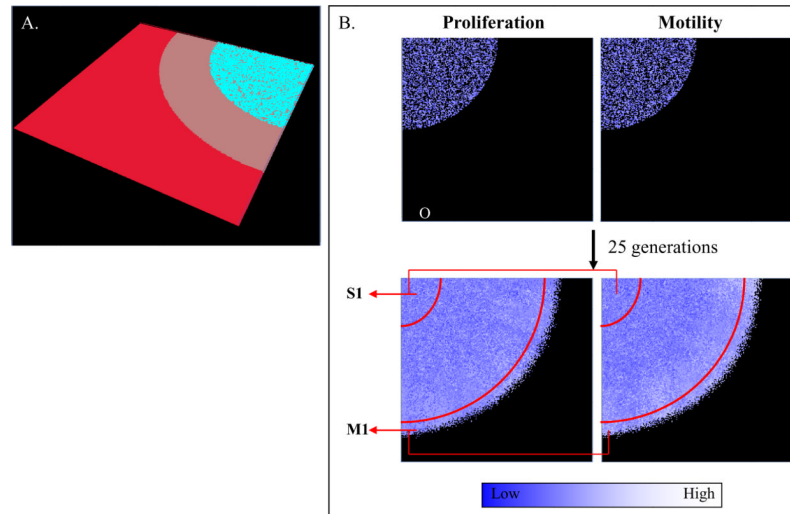 A.
B.
Proliferation
Motility
O
25 generations
S1
M1
Low
High